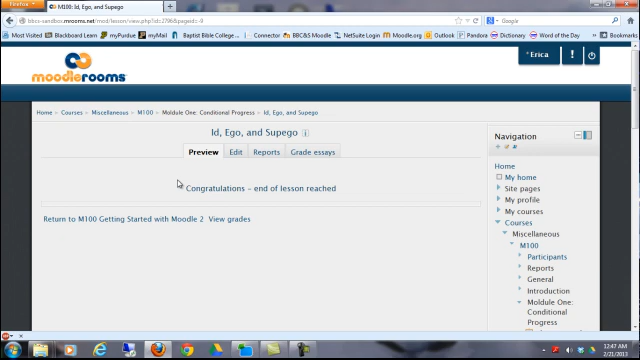 Firefox
M100: Id, Ego, and Supego
+
bbcs-sandbox.mrooms.net/mod/lesson/view.php?id=2796&pageid=-9
Google
Most Visited Blackboard Learn myPurdue myMail Baptist Bible College ... Connector BBC&S Moodle NetSuite Login Moodle.org Outlook Pandora Dictionary Word of the Day Bookmarks
Erica
!
moodlerooms
Home > Courses > Miscellaneous > M100 > Moldule One: Conditional Progress > Id, Ego, and Supego
Id, Ego, and Supego
Preview Edit Reports Grade essays
Congratulations - end of lesson reached
Return to M100 Getting Started with Moodle 2 View grades
Navigation
Home
My home
Site pages
My profile
My courses
Courses
Miscellaneous
M100
Participants
Reports
General
Introduction
Moldule One:
Conditional
Progress
12:47 AM
2/21/2013